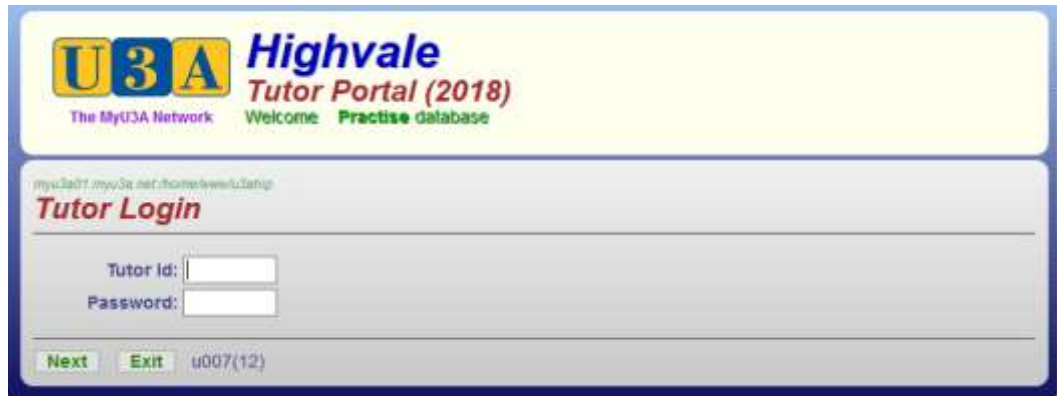 U3A
Highvale
Tutor Portal (2018)
The MyU3A Network
Welcome Practise database
Tutor Login
Tutor Id:
Password:
Next Exit u007(12)